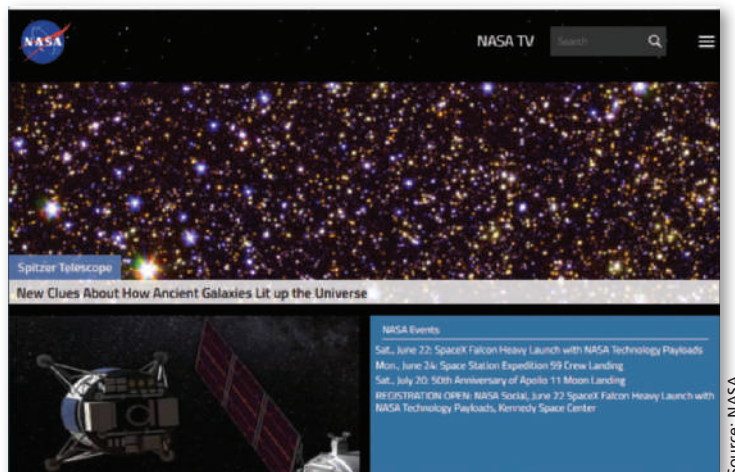 NASA
NASA TV
Search
Spitzer Telescope
New Clues About How Ancient Galaxies Lit up the Universe
NASA Events
Sat., June 22: SpaceX Falcon Heavy Launch with NASA Technology Payloads
Mon., June 24: Space Station Expedition 59 Crew Landing
Sat., July 20: 50th Anniversary of Apollo 11 Moon Landing
REGISTRATION OPEN: NASA Social, June 22 SpaceX Falcon Heavy Launch with
NASA Technology Payloads, Kennedy Space Center
Source: NASA